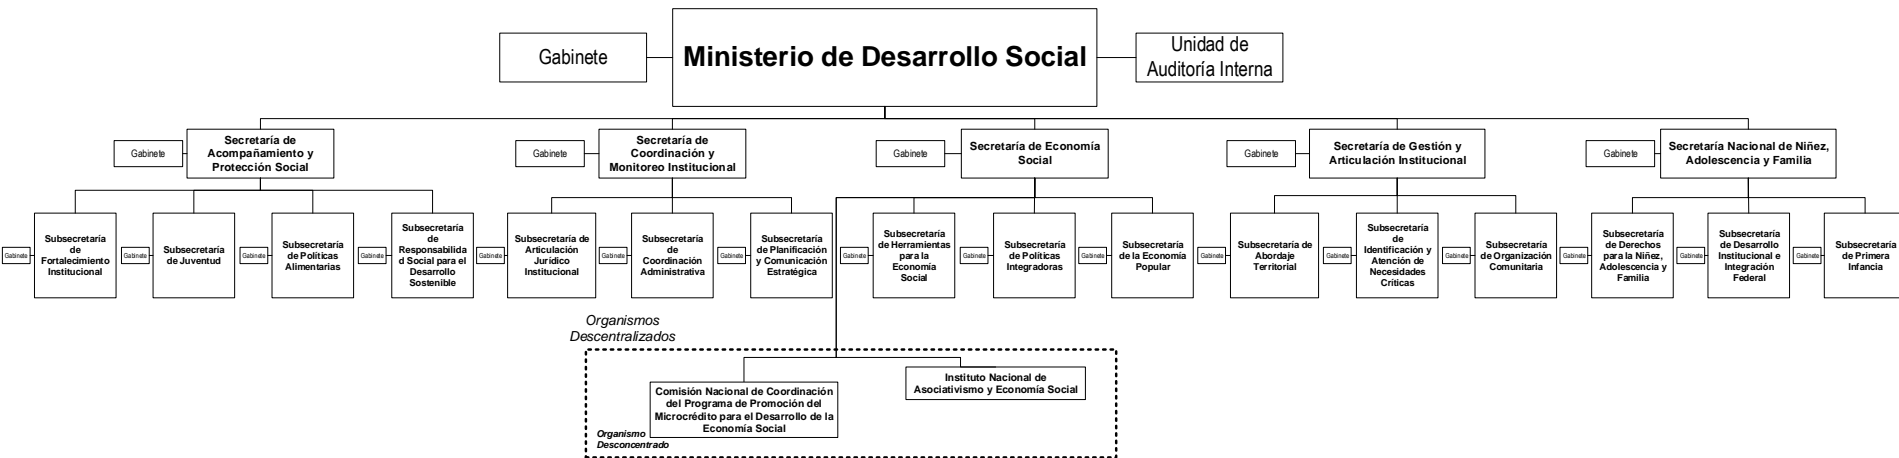 Gabinete
Ministerio de Desarrollo Social
Unidad de
Auditoría Interna
Gabinete
Secretaría de
Acompañamiento y
Protección Social
Gabinete
Secretaría de
Coordinación y
Monitoreo Institucional
Gabinete
Secretaría de Economía
Social
Gabinete
Secretaría de Gestión y
Articulación Institucional
Gabinete
Secretaría Nacional de Niñez,
Adolescencia y Familia
Gabinete
Subsecretaría
de
Fortalecimiento
Institucional
Gabinete
Subsecretaría
de Juventud
Gabinete
Subsecretaría
de Políticas
Alimentarias
Gabinete
Subsecretaría
de
Responsabilida
d Social para el
Desarrollo
Sostenible
Gabinete
Subsecretaría de
Articulación
Jurídico
Institucional
Gabinete
Subsecretaría
de
Coordinación
Administrativa
Gabinete
Subsecretaría
de Planificación
y Comunicación
Estratégica
Gabinete
Subsecretaría
de Herramientas
para la
Economía
Social
Gabinete
Subsecretaría
de Políticas
Integradoras
Gabinete
Subsecretaría
de la Economía
Popular
Gabinete
Subsecretaría de
Abordaje
Territorial
Gabinete
Subsecretaría
de
Identificación y
Atención de
Necesidades
Críticas
Gabinete
Subsecretaría
de Organización
Comunitaria
Gabinete
Subsecretaría
de Derechos
para la Niñez,
Adolescencia y
Familia
Gabinete
Subsecretaría
de Desarrollo
Institucional e
Integración
Federal
Gabinete
Subsecretaría
de Primera
Infancia
Organismos
Descentralizados
Comisión Nacional de Coordinación
del Programa de Promoción del
Microcrédito para el Desarrollo de la
Economía Social
Instituto Nacional de
Asociativismo y Economía Social
Organismo
Desconcentrado